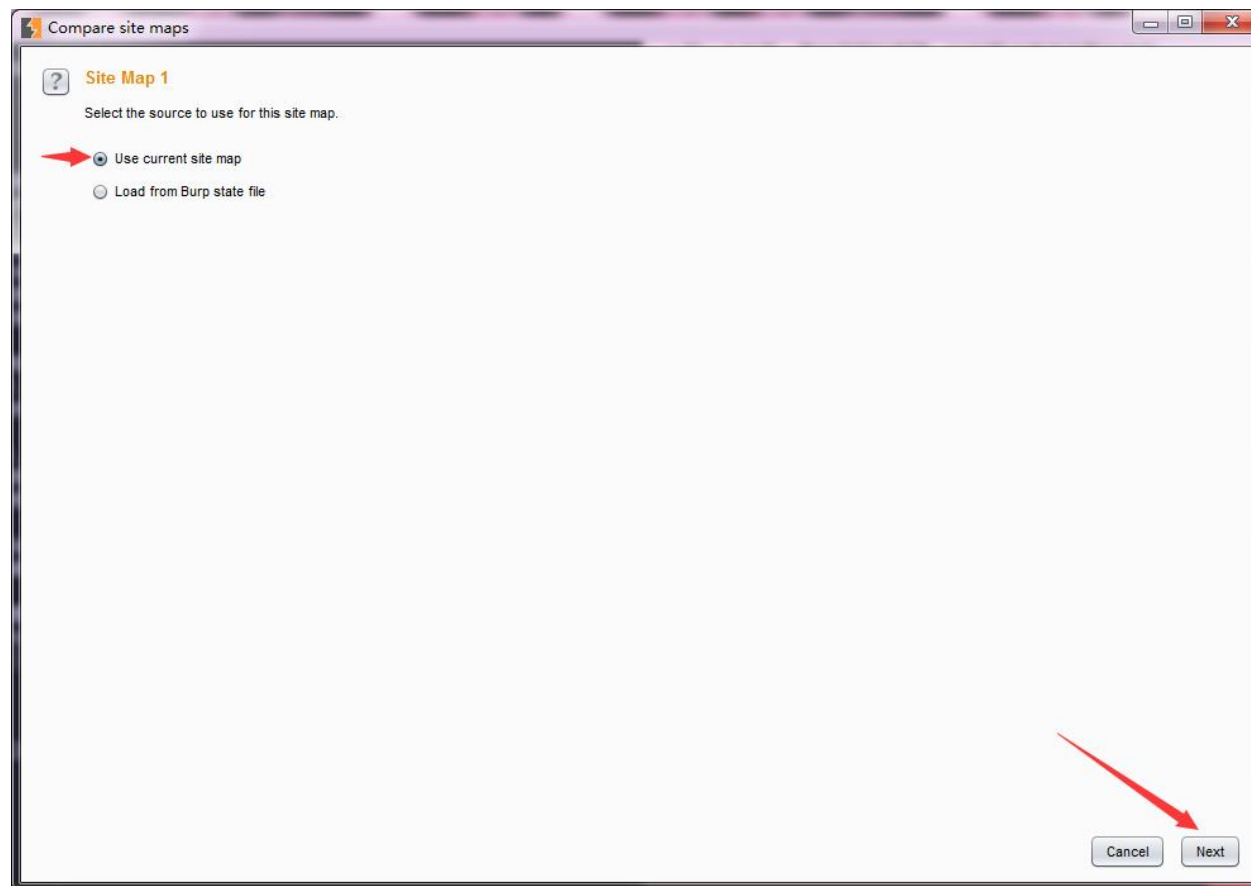 Compare site maps
?
Site Map 1
Select the source to use for this site map.
Use current site map
Load from Burp state file
Cancel
Next